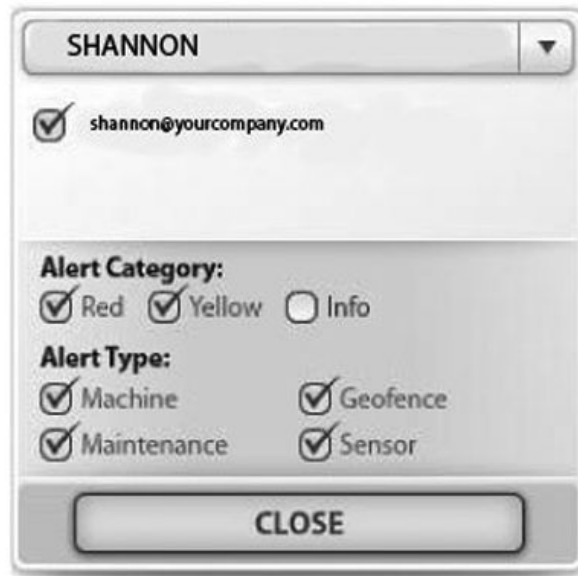 SHANNON
shannon@yourcompany.com
Alert Category:
Red Yellow Info
Alert Type:
Machine Geofence
Maintenance Sensor
CLOSE